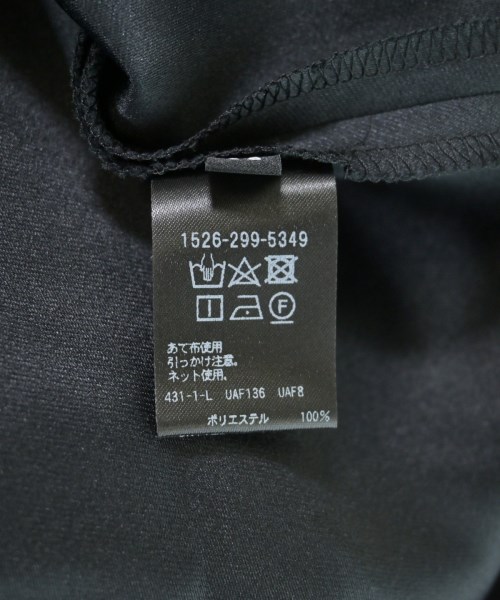 1526-299-5349
F
あて布使用
引っかけ注意。
ネット使用。
431-1-L UAF136 UAF8
ポリエステル 100%